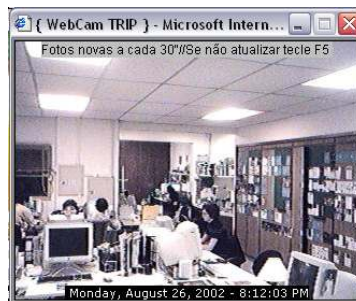 { WebCam TRIP } - Microsoft Intern...
Fotos novas a cada 30"//Se não atualizar tecle F5
Monday, August 26, 2002 - 8:12:03 PM